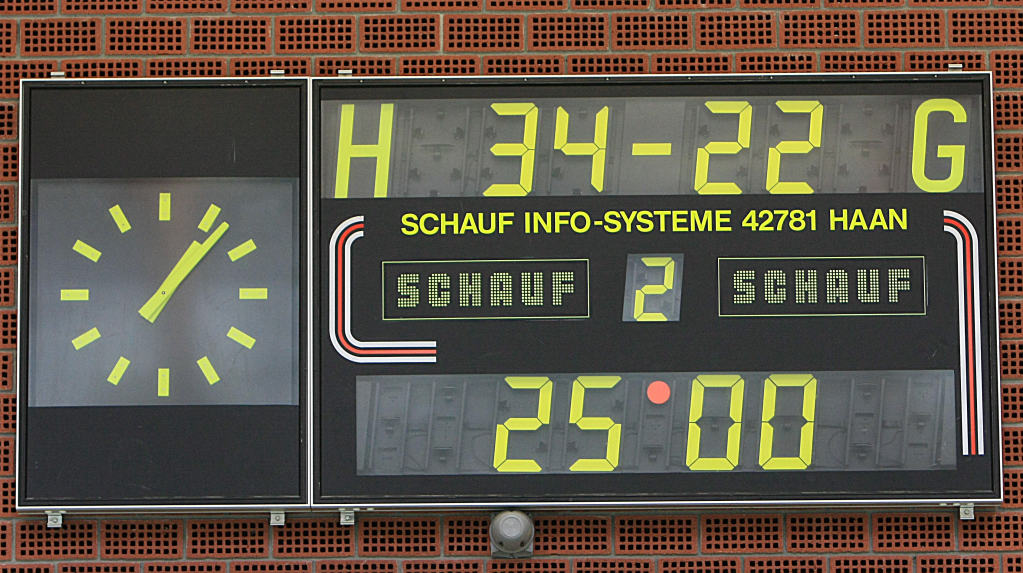 H 34-22 G
SCHAUF INFO-SYSTEME 42781 HAAN
SCHAUF 2 SCHAUF
25 00